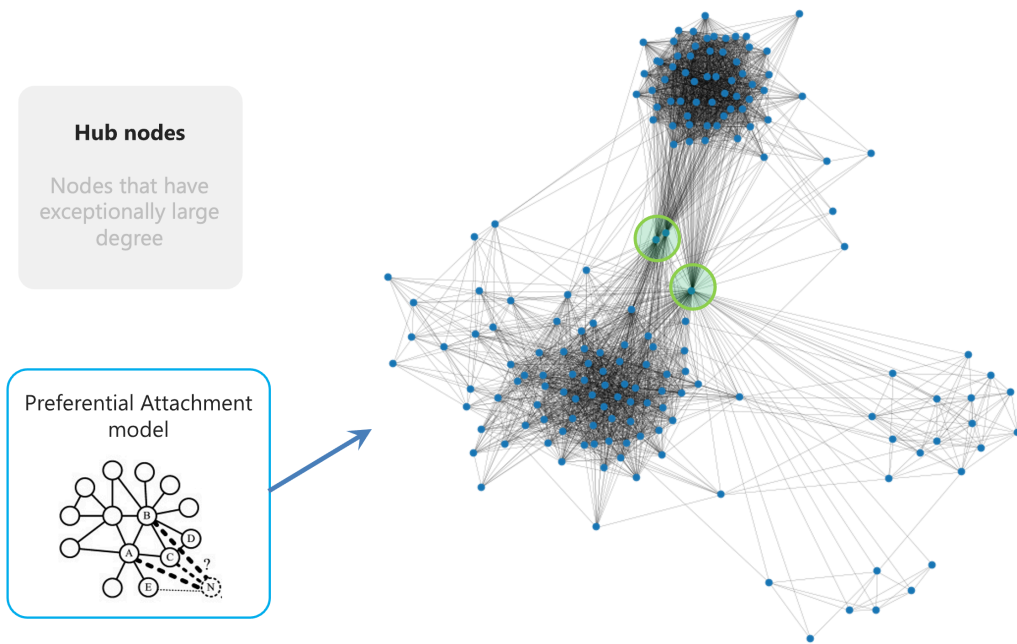 Hub nodes
Nodes that have
exceptionally large
degree
Preferential Attachment
model
B
D
A
C
?
E
N